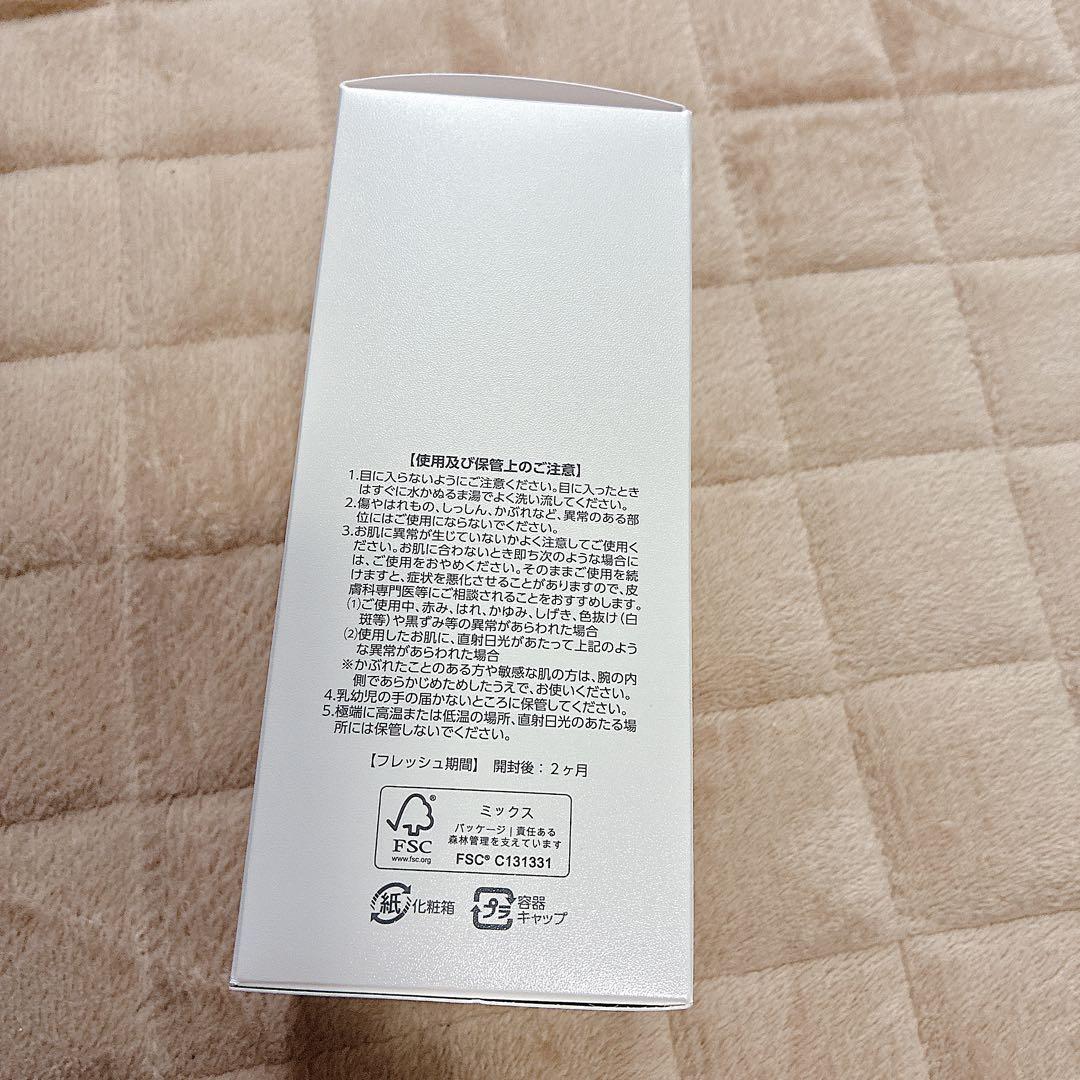 【使用及び保管上のご注意】
1.目に入らないようにご注意ください。目に入ったとき
はすぐに水かぬるま湯でよく洗い流してください。
2.傷やはれもの、しっしん、かぶれなど、異常のある部
位にはご使用にならないでください。
3.お肌に異常が生じていないかよく注意してご使用く
ださい。お肌に合わないとき即ち次のような場合に
は、ご使用をおやめください。そのままご使用を続
けますと、症状を悪化させることがありますので、皮
膚科専門医等にご相談されることをおすすめします。
(1)ご使用中、赤み、はれ、かゆみ、しげき、色抜け(白
斑等)や黒ずみ等の異常があらわれた場合
(2)使用したお肌に、直射日光があたって上記のよう
な異常があらわれた場合
※かぶれたことのある方や敏感な肌の方は、腕の内
側であらかじめためしたうえで、お使いください。
4.乳幼児の手の届かないところに保管してください。
5.極端に高温または低温の場所、直射日光のあたる場
所には保管しないでください。
【フレッシュ期間】 開封後：2ヶ月
FSC
www.fsc.org
ミックス
パッケージ|責任ある
森林管理を支えています
FSC® C131331
紙 化粧箱
プラ 容器
キャップ